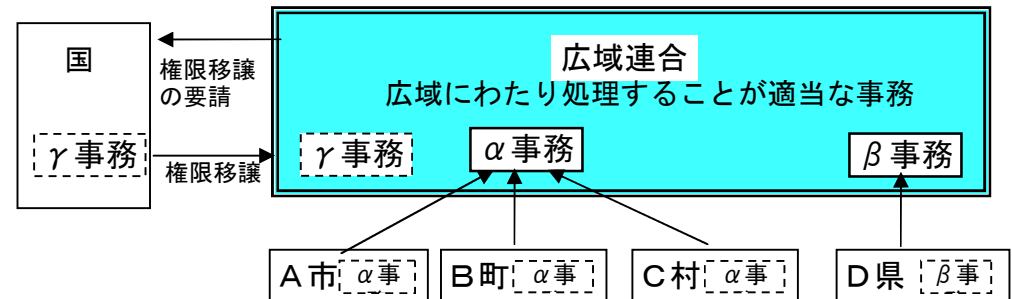 国
権限移譲
の要請
γ事務
権限移譲
広域連合
広域にわたり処理することが適当な事務
γ事務
α事務
β事務
A市 α事
B町 α事
C村 α事
D県 β事